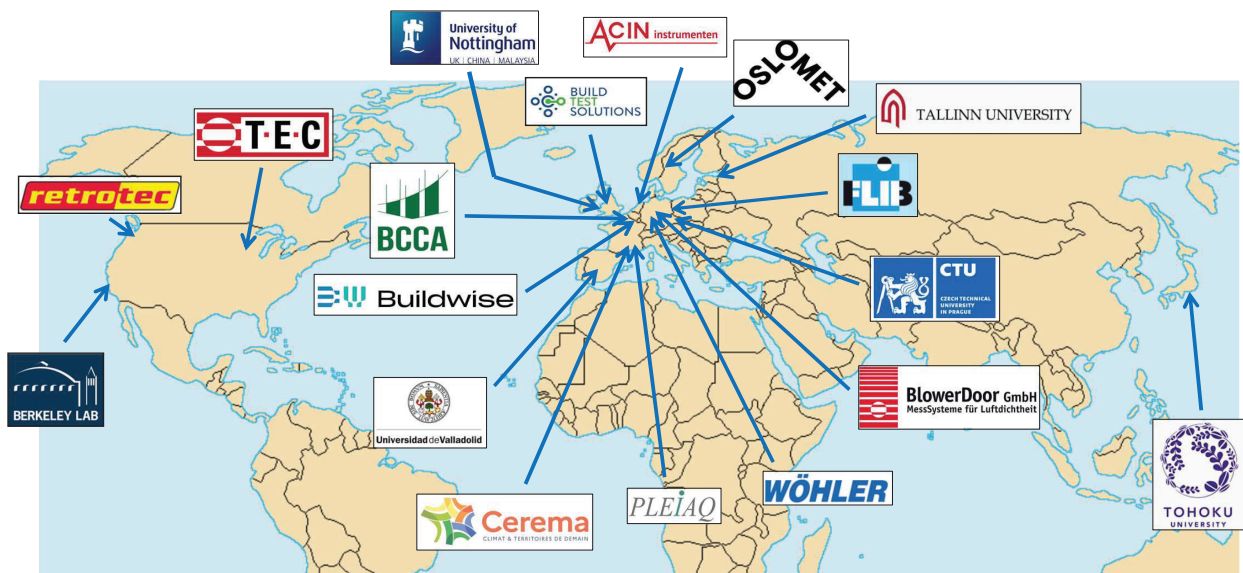 University of
Nottingham
UK | CHINA | MALAYSIA
ACIN instrumenten
OSLOMET
BUILD
TEST
SOLUTIONS
TALLINN UNIVERSITY
T·E·C
retrotec
BCCA
FLiB
Buildwise
CTU
CZECH TECHNICAL
UNIVERSITY
IN PRAGUE
BERKELEY LAB
Universidad de Valladolid
BlowerDoor GmbH
MessSysteme für Luftdichtheit
Cerema
CLIMAT & TERRITOIRES DE DEMAIN
PLEiAQ
WÖHLER
TOHOKU
UNIVERSITY